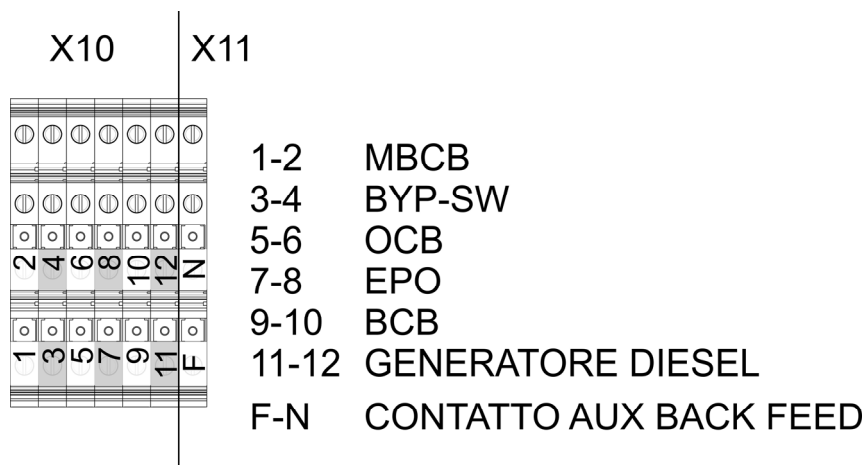 X10 X11
1-2 MBCB
3-4 BYP-SW
5-6 OCB
7-8 EPO
9-10 BCB
11-12 GENERATORE DIESEL
F-N CONTATTO AUX BACK FEED
2 4 6 8 10 12 N
1 3 5 7 9 11 F